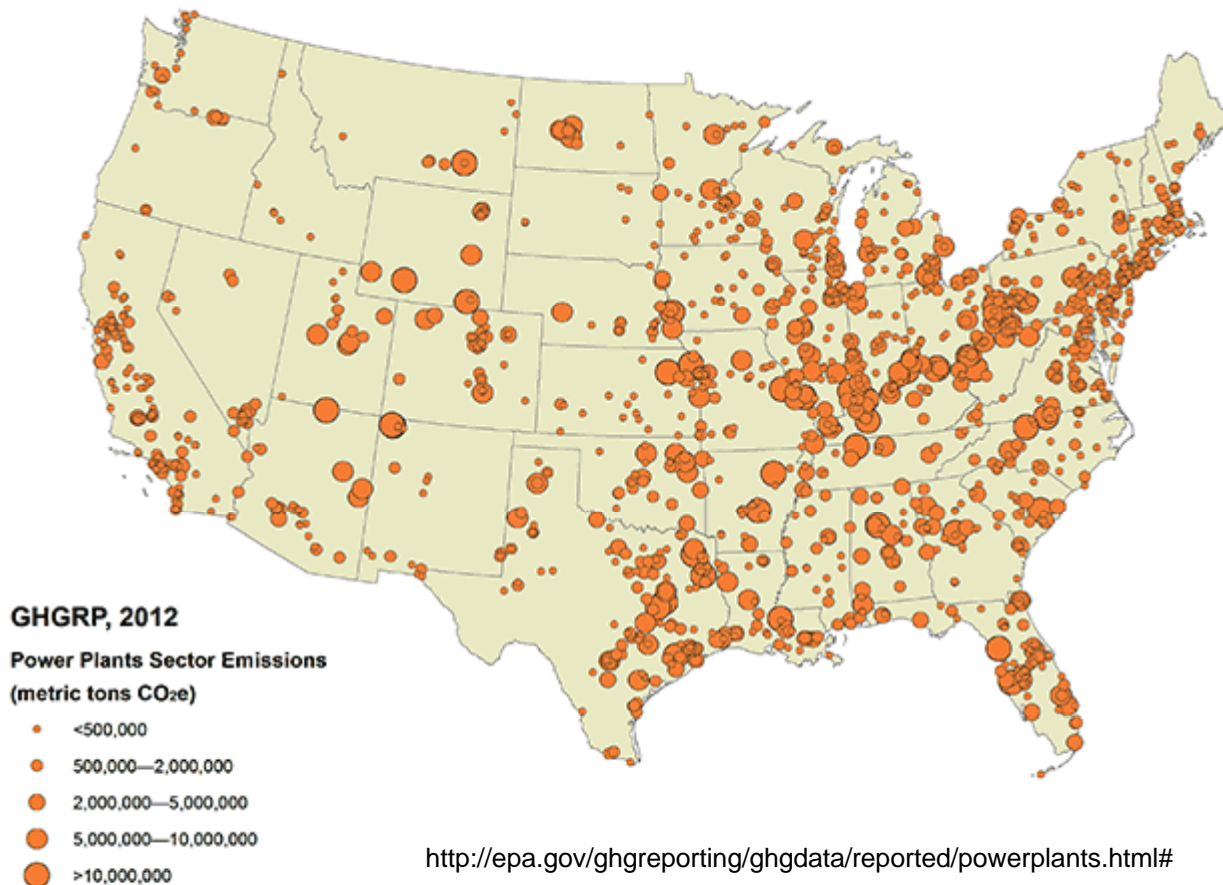 GHGRP, 2012
Power Plants Sector Emissions
(metric tons CO₂e)
<500,000
500,000—2,000,000
2,000,000—5,000,000
5,000,000—10,000,000
>10,000,000
http://epa.gov/ghgreporting/ghgdata/reported/powerplants.html#